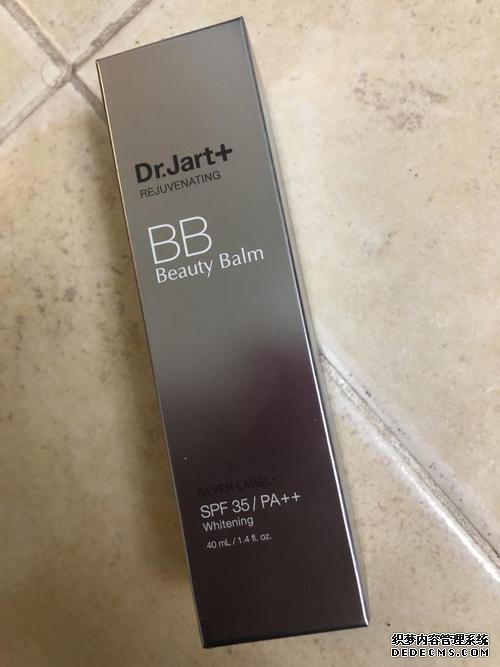 Dr.Jart+
REJUVENATING
BB
Beauty Balm
SILVER LABEL+
SPF 35 / PA++
Whitening
40 mL / 1.4 fl. oz.
织梦内容管理系统
DEDECMS.COM